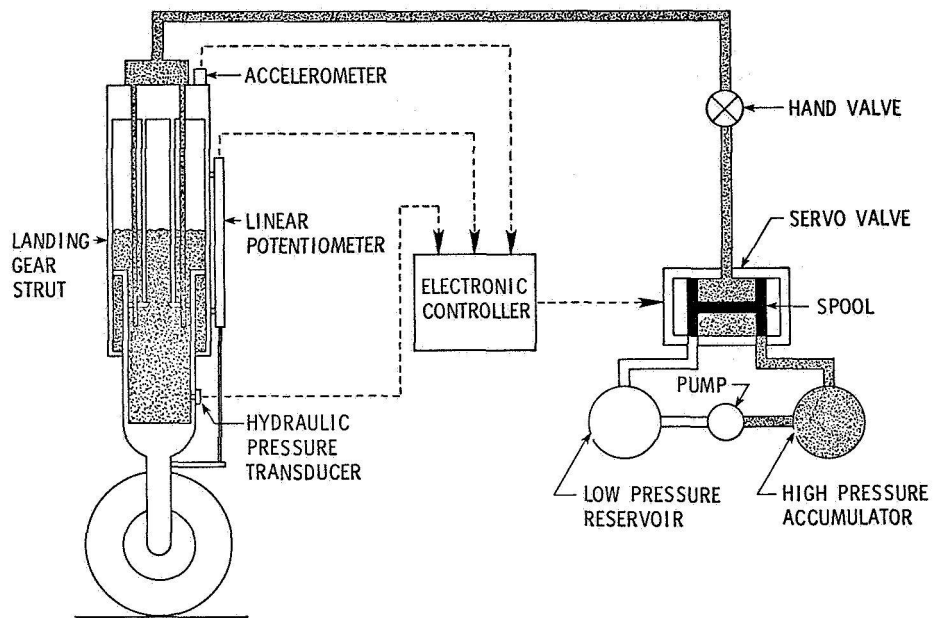 ACCELEROMETER
HAND VALVE
LANDING
GEAR
STRUT
LINEAR
POTENTIOMETER
SERVO VALVE
ELECTRONIC
CONTROLLER
SPOOL
PUMP
HYDRAULIC
PRESSURE
TRANSDUCER
LOW PRESSURE
RESERVOIR
HIGH PRESSURE
ACCUMULATOR